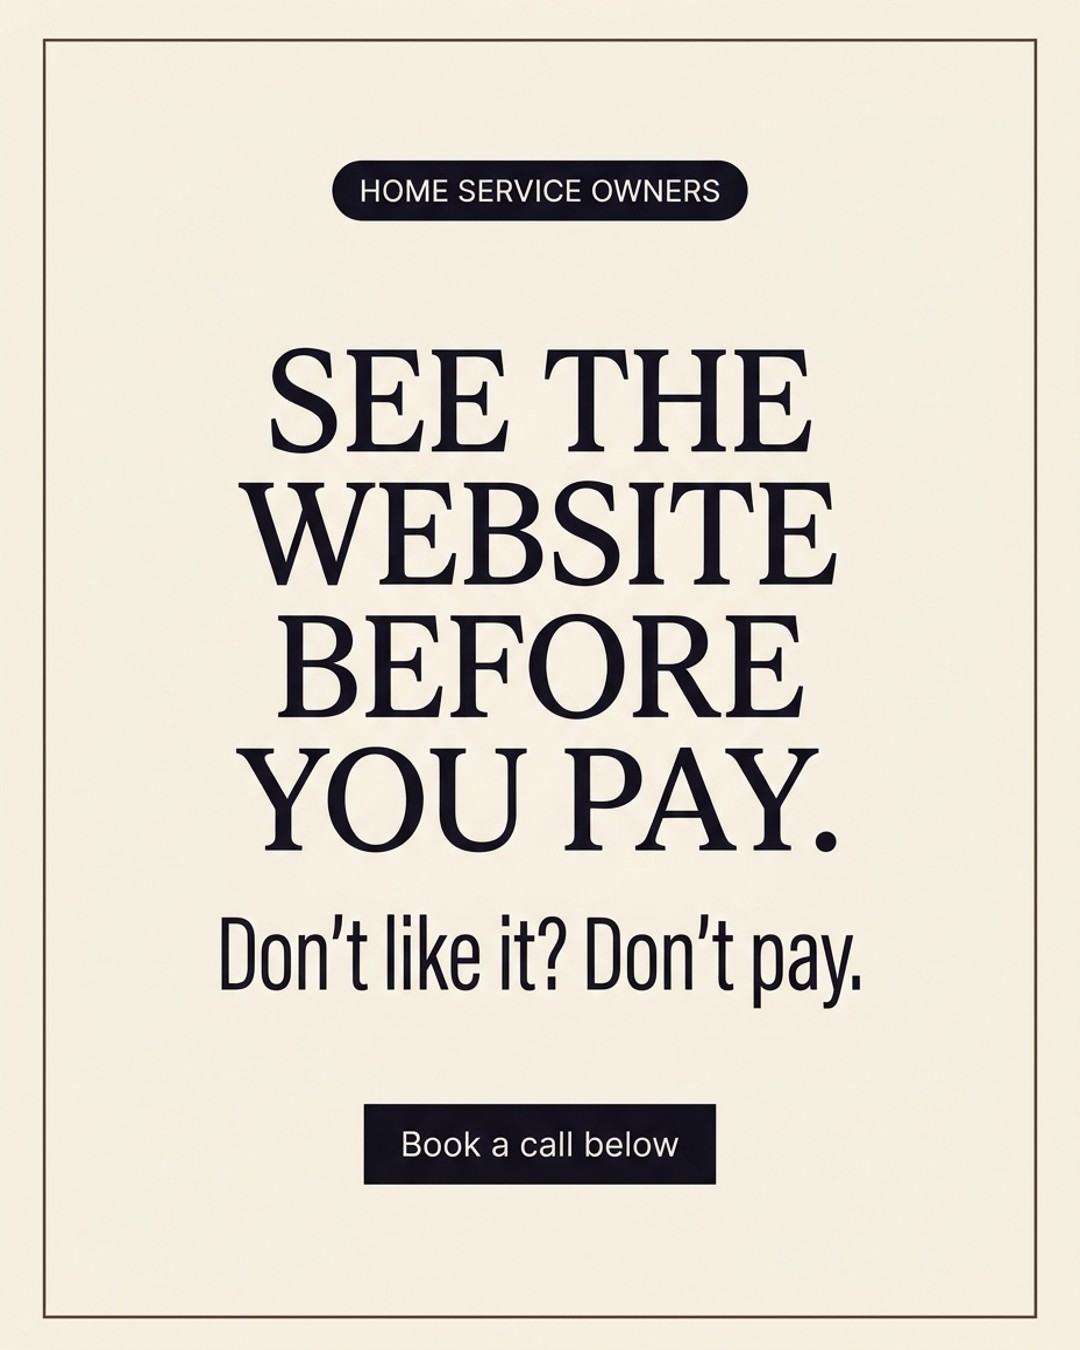 HOME SERVICE OWNERS
SEE THE
WEBSITE
BEFORE
YOU PAY.
Don’t like it? Don’t pay.
Book a call below